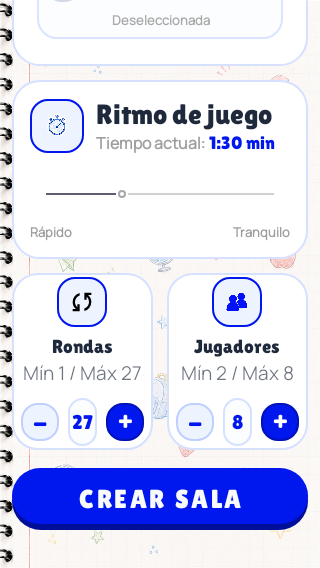 Deseleccionada
Ritmo de juego
Tiempo actual: 1:30 min
Rápido
Tranquilo
Rondas
Mín 1 / Máx 27
– 27 +
Jugadores
Mín 2 / Máx 8
– 8 +
CREAR SALA